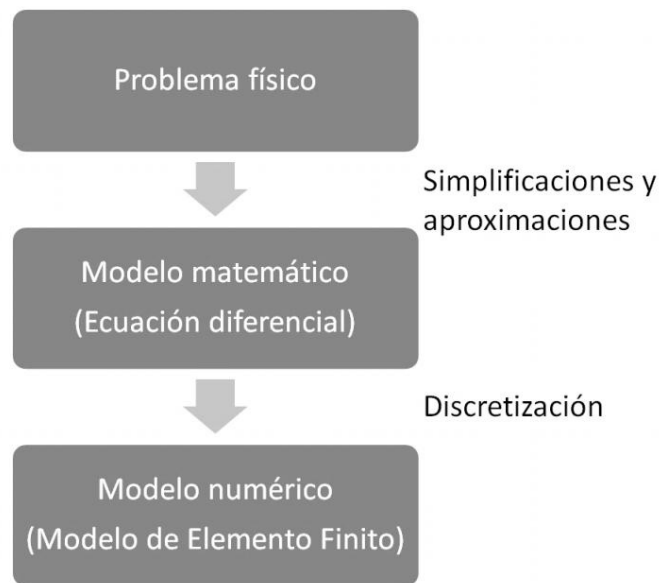 Problema físico
Simplificaciones y
aproximaciones
Modelo matemático
(Ecuación diferencial)
Discretización
Modelo numérico
(Modelo de Elemento Finito)